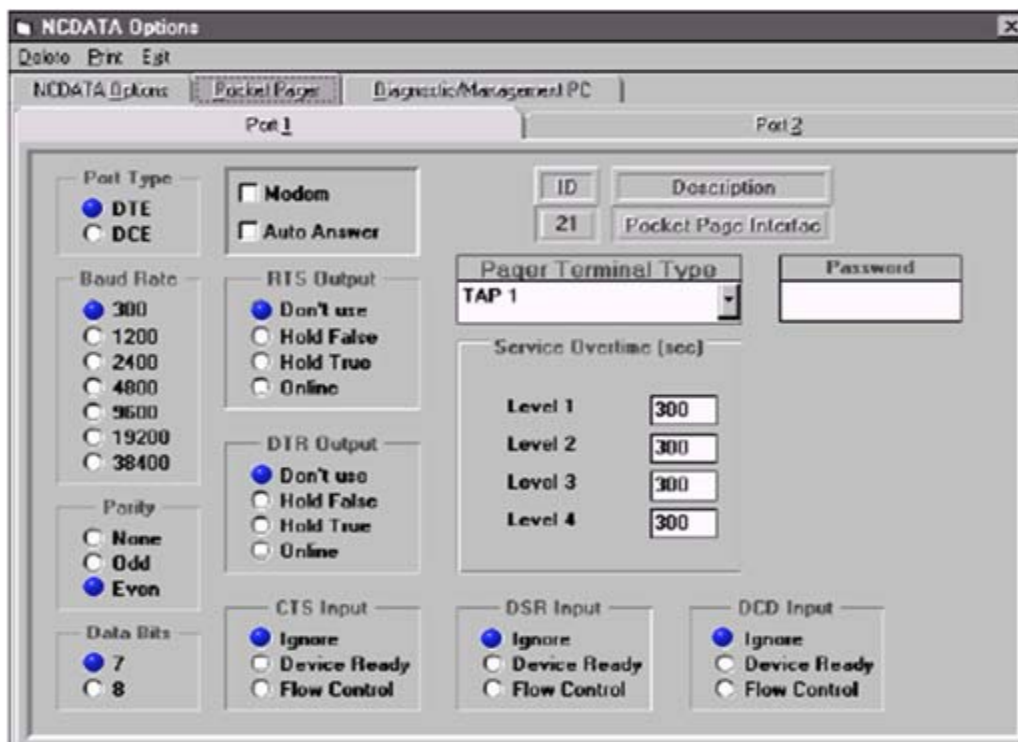 NCDATA Options
Delete Print Exit
NCDATA Options Pocket Pager Diagnostic/Management PC
Port 1 Port 2
Port Type
DTE
DCE
Modem
Auto Answer
ID Description
21 Pocket Page Interfac
Baud Rate
300
1200
2400
4800
9600
19200
38400
RTS Output
Don't use
Hold False
Hold True
Online
Pager Terminal Type
TAP 1
Password
Service Overtime (sec)
Level 1 300
Level 2 300
Level 3 300
Level 4 300
DTR Output
Don't use
Hold False
Hold True
Online
Parity
None
Odd
Even
Data Bits
7
8
CTS Input
Ignore
Device Ready
Flow Control
DSR Input
Ignore
Device Ready
Flow Control
DCD Input
Ignore
Device Ready
Flow Control